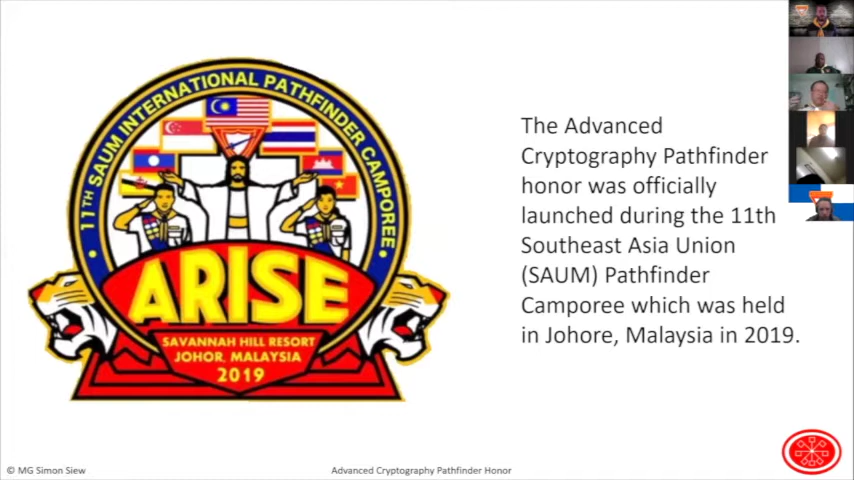 11TH SAUM INTERNATIONAL PATHFINDER CAMPOREE
ARISE
SAVANNAH HILL RESORT
JOHOR, MALAYSIA
2019
The Advanced
Cryptography Pathfinder
honor was officially
launched during the 11th
Southeast Asia Union
(SAUM) Pathfinder
Camporee which was held
in Johore, Malaysia in 2019.
© MG Simon Siew
Advanced Cryptography Pathfinder Honor